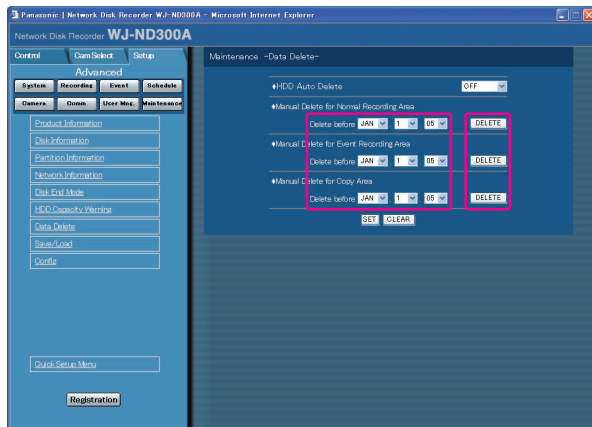 Panasonic | Network Disk Recorder WJ-ND300A - Microsoft Internet Explorer
Network Disk Recorder WJ-ND300A
Control Cam Select Setup
Advanced
System Recording Event Schedule
Camera Comm User Mng. Maintenance
Product Information
Disk Information
Partition Information
Network Information
Disk End Mode
HDD Capacity Warning
Data Delete
Save/Load
Config
Quick Setup Menu
Registration
Maintenance -Data Delete-
♦HDD Auto Delete OFF
♦Manual Delete for Normal Recording Area
Delete before JAN . 1 . 05 DELETE
♦Manual Delete for Event Recording Area
Delete before JAN . 1 . 05 DELETE
♦Manual Delete for Copy Area
Delete before JAN . 1 . 05 DELETE
SET CLEAR